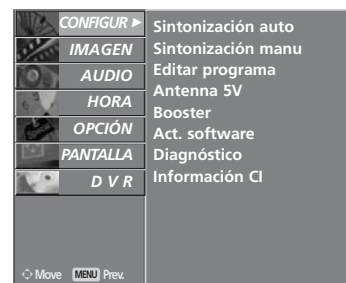 CONFIGUR ►
IMAGEN
AUDIO
HORA
OPCIÓN
PANTALLA
D V R
Sintonización auto
Sintonización manu
Editar programa
Antenna 5V
Booster
Act. software
Diagnóstico
Información CI
Move MENU Prev.